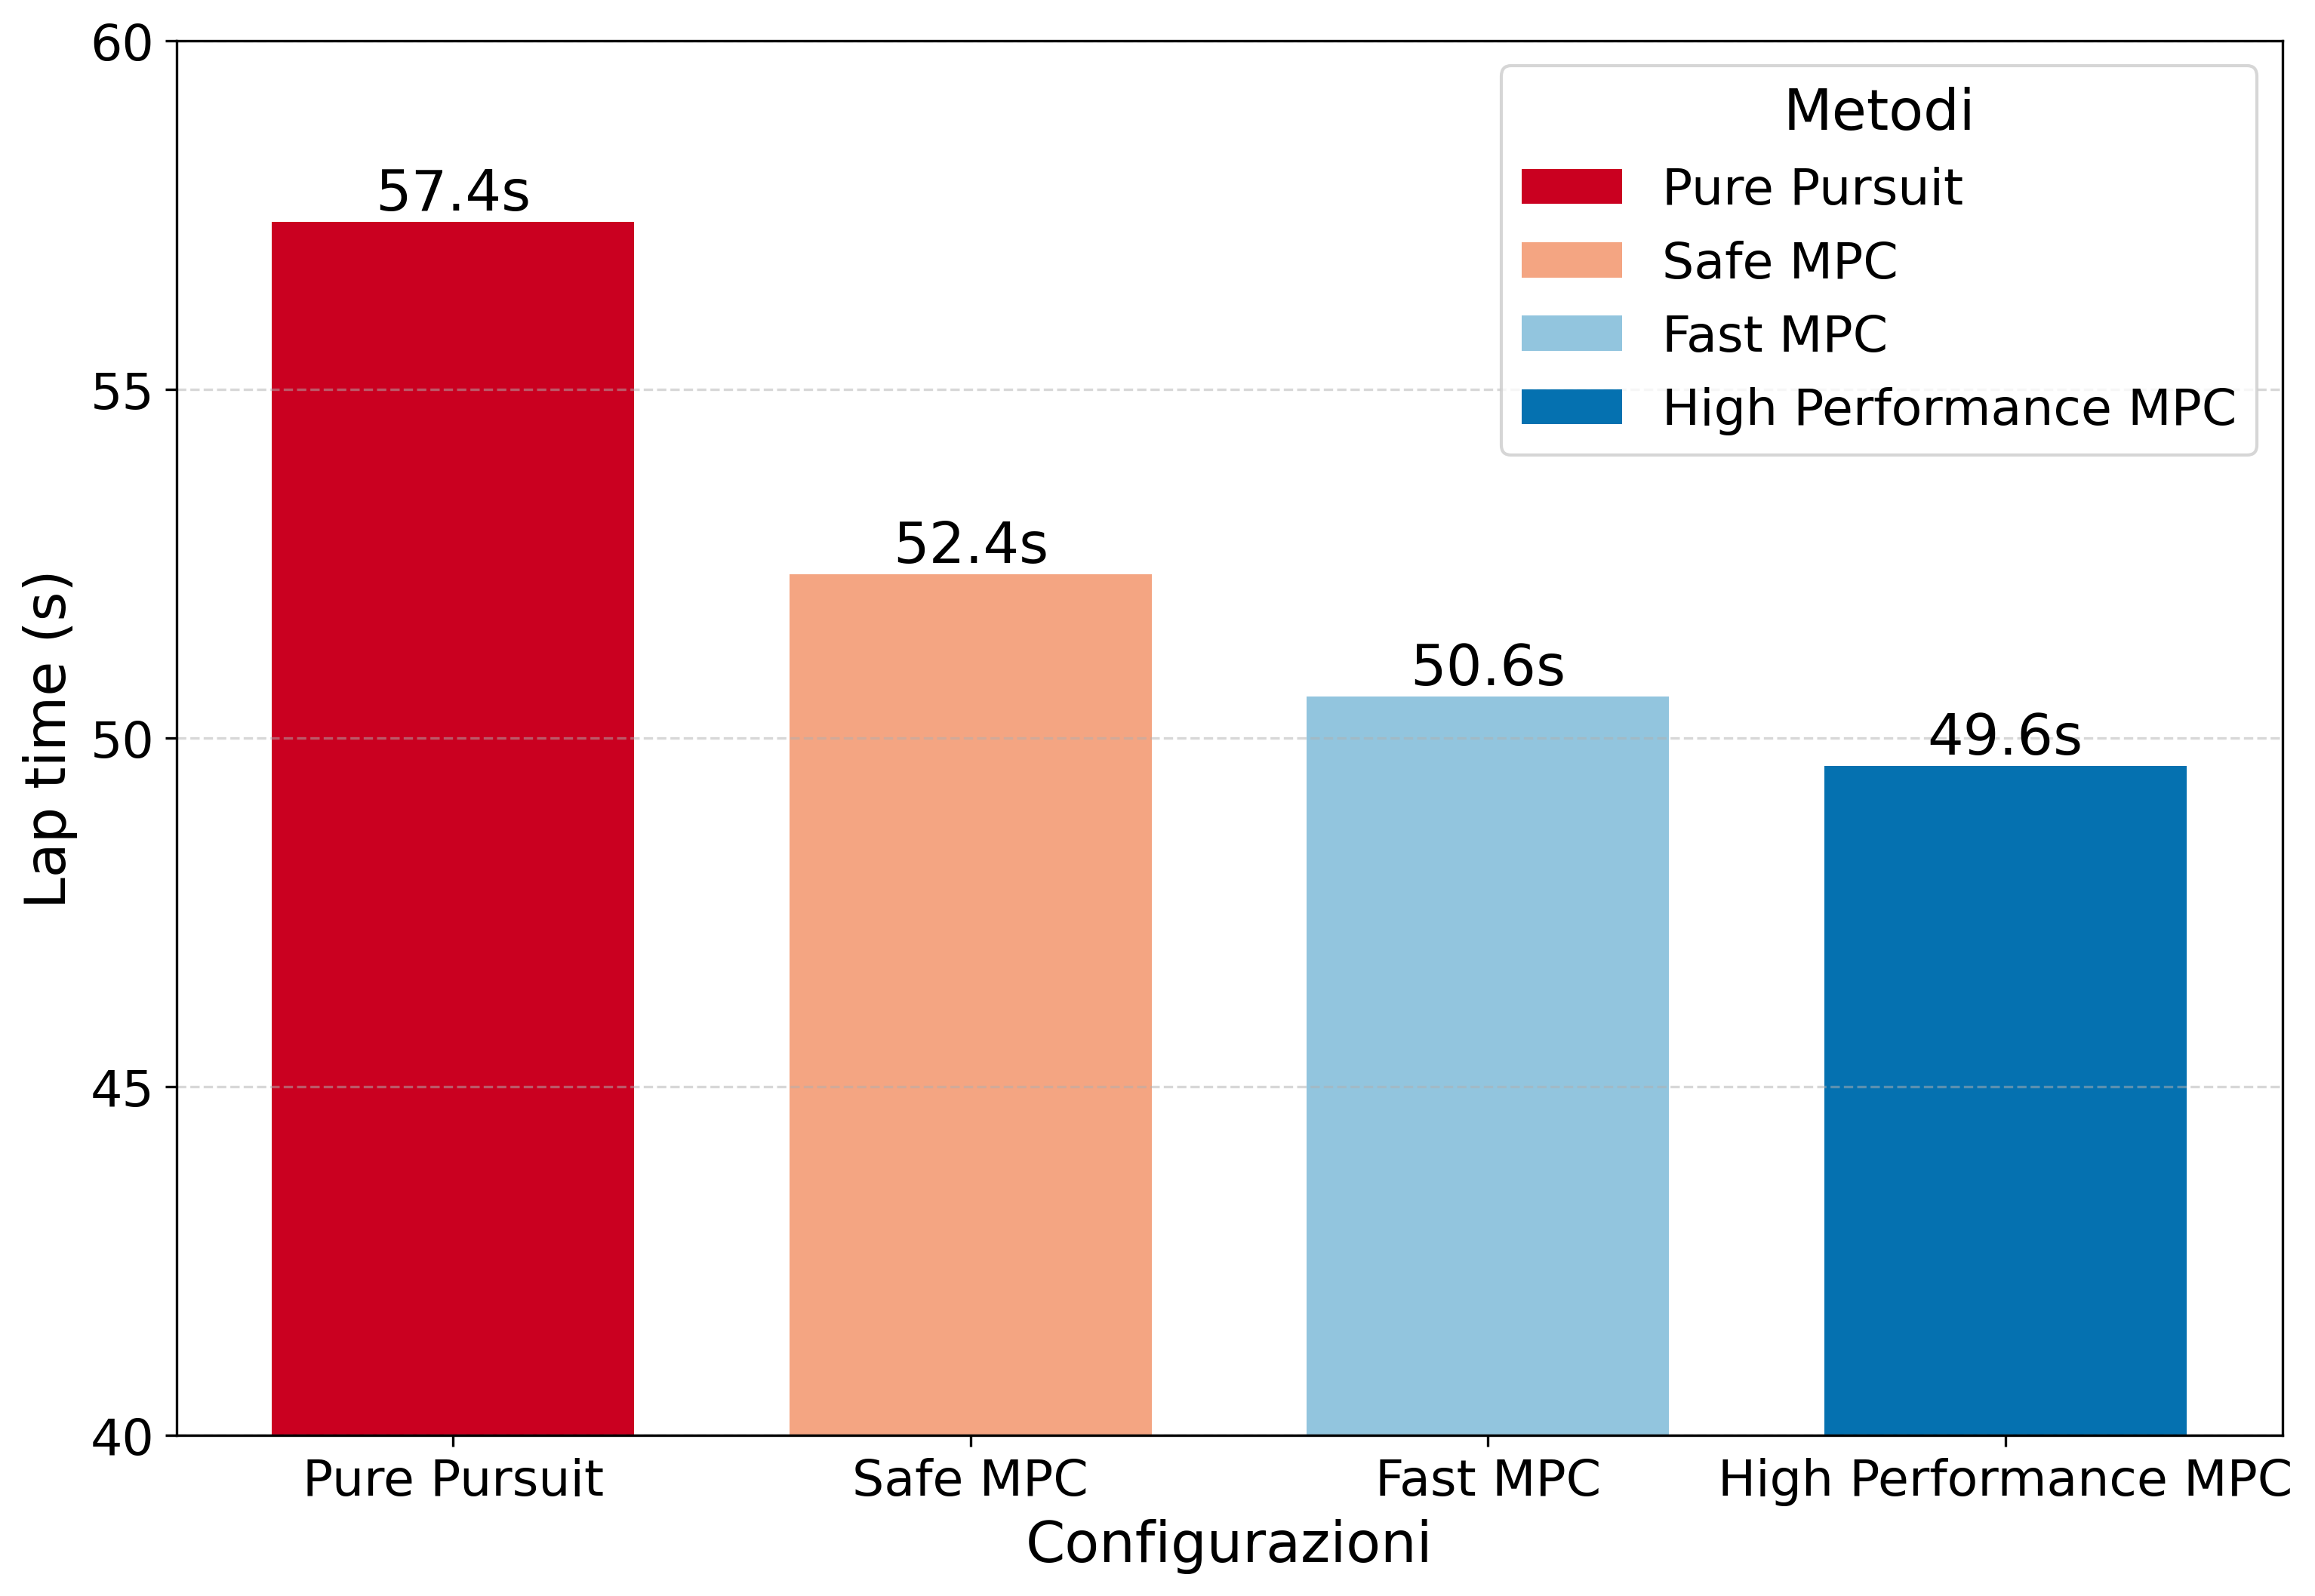 60
55
50
45
40
Lap time (s)
57.4s
52.4s
50.6s
49.6s
Metodi
Pure Pursuit
Safe MPC
Fast MPC
High Performance MPC
Pure Pursuit
Safe MPC
Fast MPC
High Performance MPC
Configurazioni